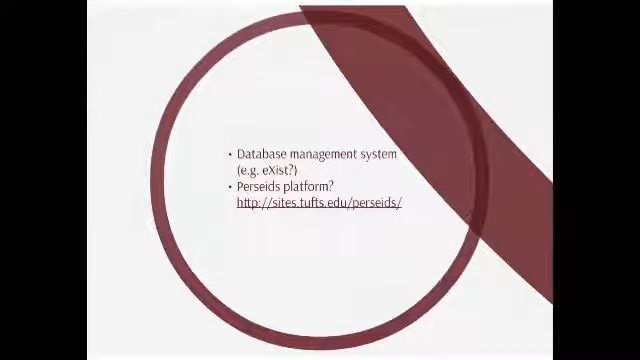 • Database management system
(e.g. eXist?)
• Perseids platform?
http://sites.tufts.edu/perseids/